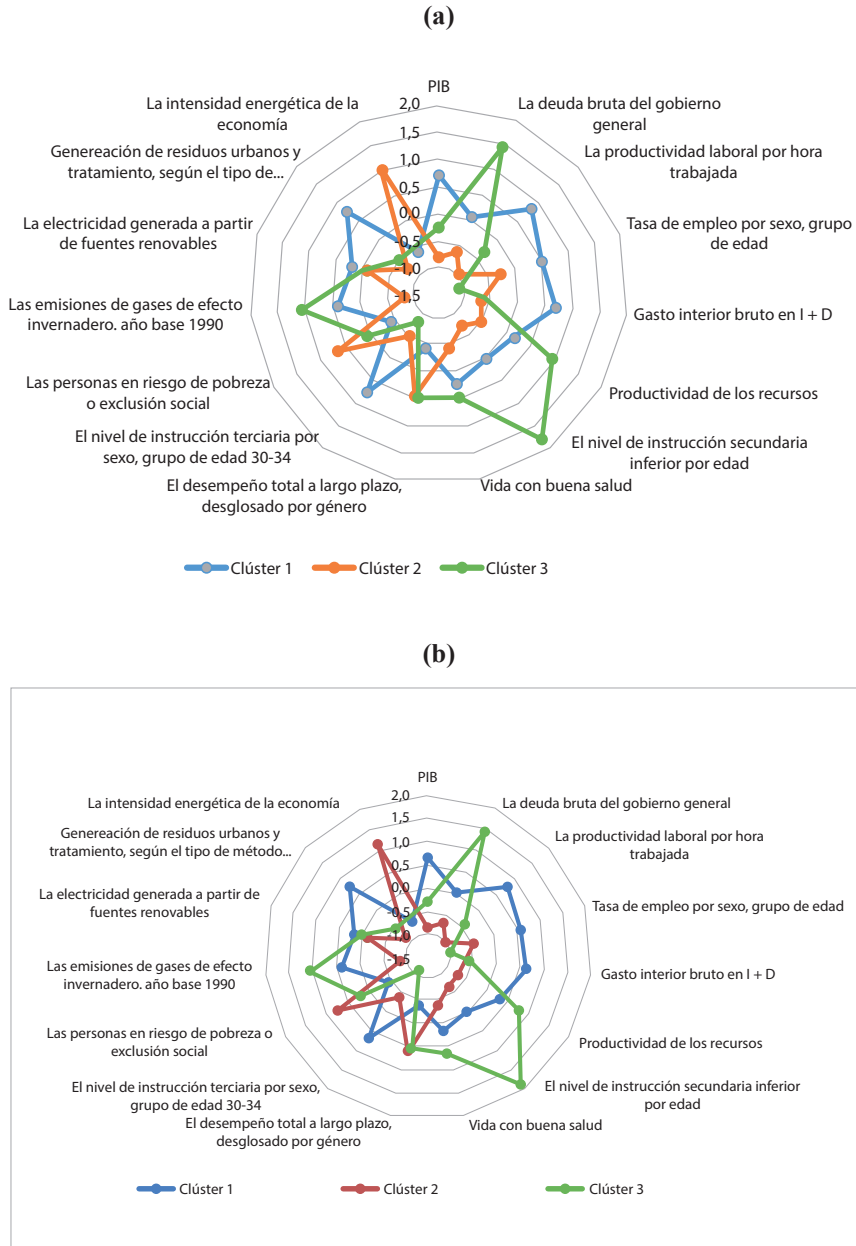 (a)
PIB
La deuda bruta del gobierno
general
La productividad laboral por hora
trabajada
Tasa de empleo por sexo, grupo
de edad
Gasto interior bruto en I + D
Productividad de los recursos
El nivel de instrucción secundaria
inferior por edad
Vida con buena salud
El desempeño total a largo plazo,
desglosado por género
El nivel de instrucción terciaria por
sexo, grupo de edad 30-34
Las personas en riesgo de pobreza
o exclusión social
Las emisiones de gases de efecto
invernadero. año base 1990
La electricidad generada a partir
de fuentes renovables
Genereación de residuos urbanos y
tratamiento, según el tipo de...
La intensidad energética de la
economía
2,0
1,5
1,0
0,5
0,0
-0,5
-1,0
-1,5
Clúster 1
Clúster 2
Clúster 3
(b)
PIB
La deuda bruta del gobierno general
La productividad laboral por hora
trabajada
Tasa de empleo por sexo, grupo de edad
Gasto interior bruto en I + D
Productividad de los recursos
El nivel de instrucción secundaria inferior
por edad
Vida con buena salud
El desempeño total a largo plazo,
desglosado por género
El nivel de instrucción terciaria por sexo,
grupo de edad 30-34
Las personas en riesgo de pobreza o
exclusión social
Las emisiones de gases de efecto
invernadero. año base 1990
La electricidad generada a partir de
fuentes renovables
Genereación de residuos urbanos y
tratamiento, según el tipo de método...
La intensidad energética de la economía
2,0
1,5
1,0
0,5
0,0
-0,5
-1,0
-1,5
Clúster 1
Clúster 2
Clúster 3